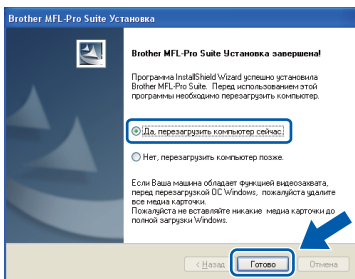 Brother MFL-Pro Suite Установка
Brother MFL-Pro Suite Установка завершена!
Программа InstallShield Wizard успешно установила
Brother MFL-Pro Suite. Перед использованием этой
программы необходимо перезагрузить компьютер.
Да, перезагрузить компьютер сейчас.
Нет, перезагрузить компьютер позже.
Если Ваша машина обладает функцией видеозахвата,
перед перезагрузкой ОС Windows, пожалуйста удалите
все медиа карточки.
Пожалуйста не вставляйте никакие медиа карточки до
полной загрузки Windows.
< Назад Готово Отмена